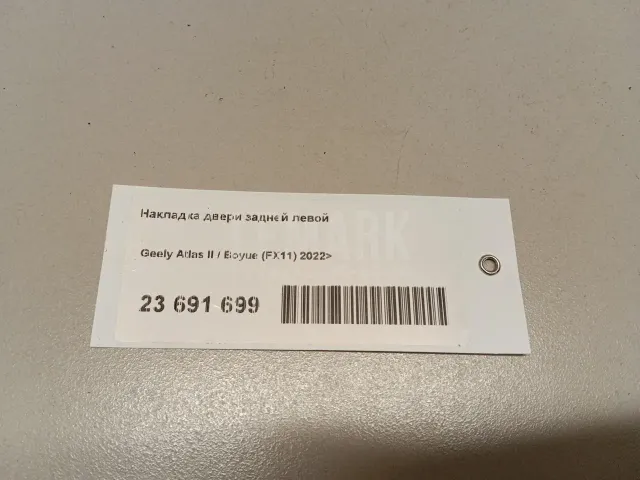 Накладка двери задней левой
Geely Atlas II / Boyue (FX11) 2022>
23 691 699